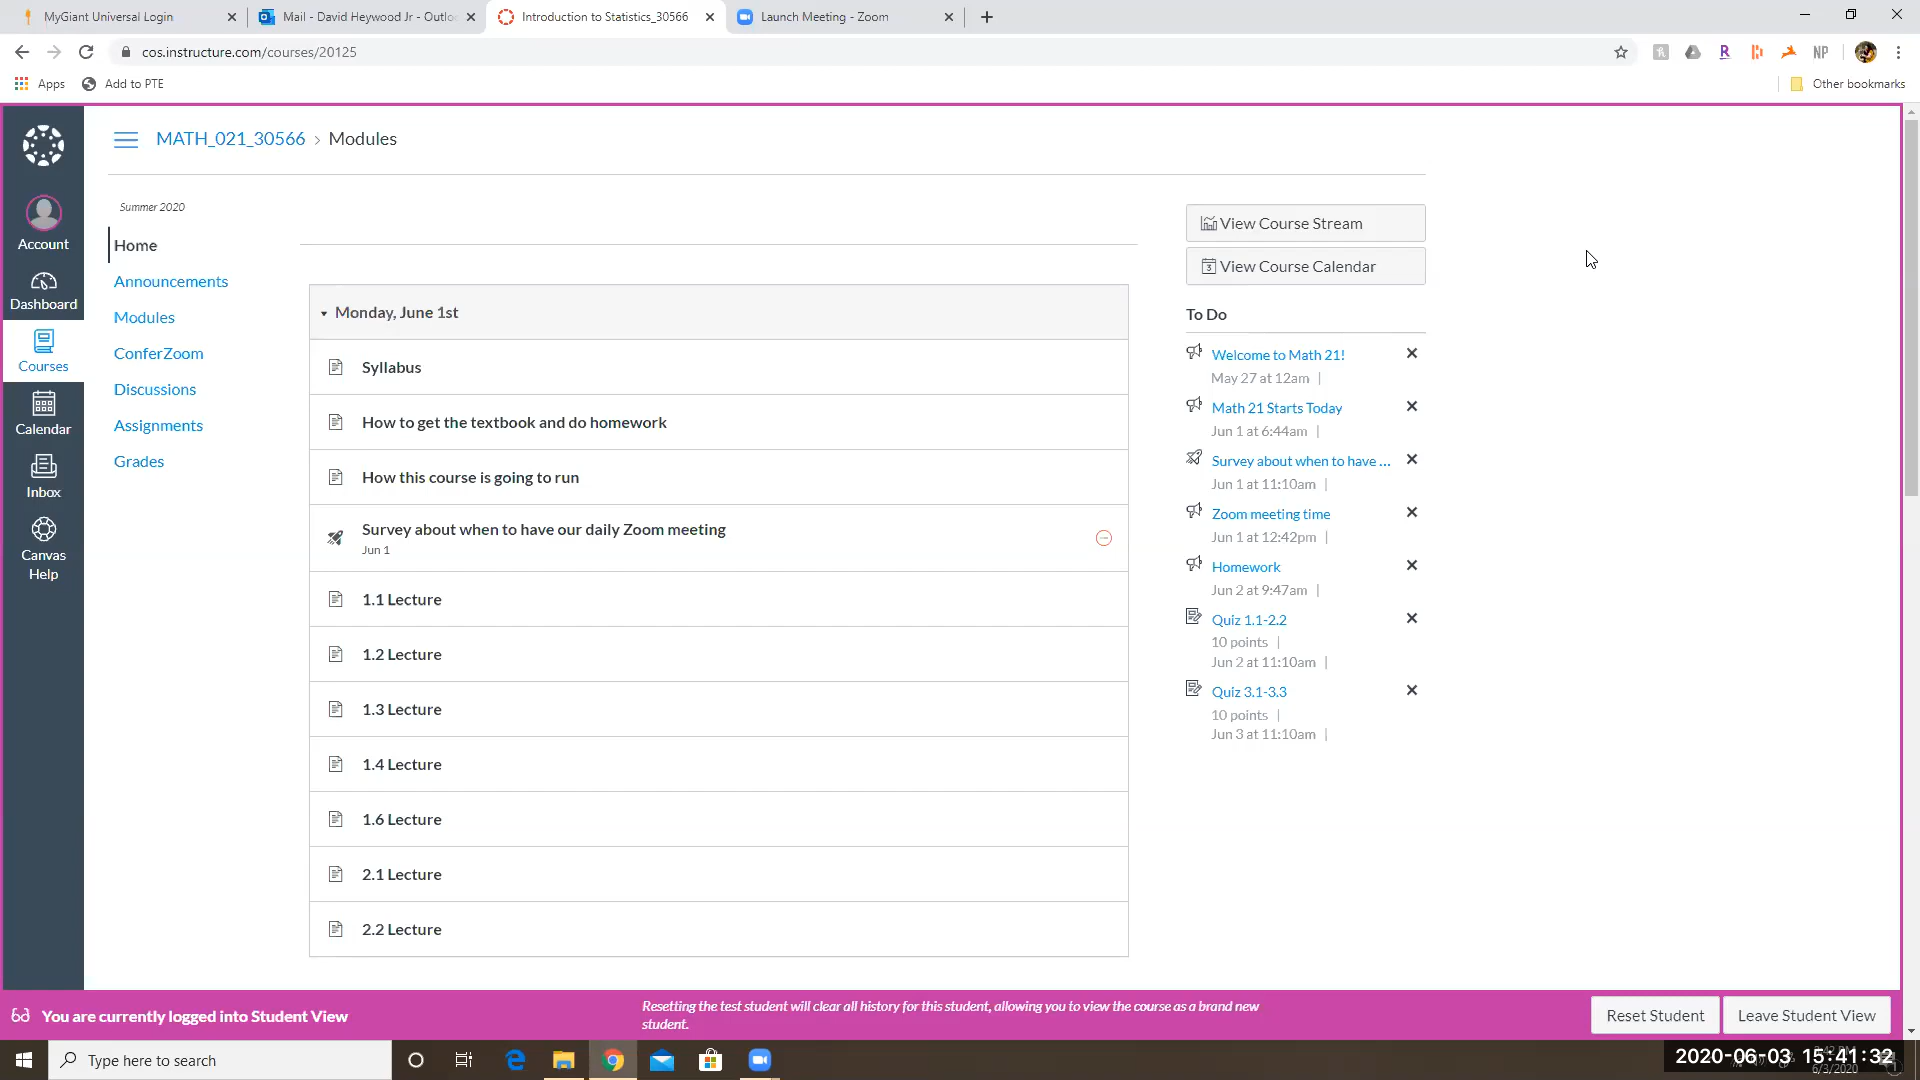 MyGiant Universal Login
Mail - David Heywood Jr - Outloo
Introduction to Statistics_30566
Launch Meeting - Zoom
cos.instructure.com/courses/20125
NP
Apps
Add to PTE
Other bookmarks
MATH_021_30566 › Modules
Account
Dashboard
Courses
Calendar
Inbox
Canvas
Help
Summer 2020
Home
Announcements
Modules
ConferZoom
Discussions
Assignments
Grades
Monday, June 1st
Syllabus
How to get the textbook and do homework
How this course is going to run
Survey about when to have our daily Zoom meeting
Jun 1
1.1 Lecture
1.2 Lecture
1.3 Lecture
1.4 Lecture
1.6 Lecture
2.1 Lecture
2.2 Lecture
View Course Stream
View Course Calendar
To Do
Welcome to Math 21!
May 27 at 12am |
Math 21 Starts Today
Jun 1 at 6:44am |
Survey about when to have ...
Jun 1 at 11:10am |
Zoom meeting time
Jun 1 at 12:42pm |
Homework
Jun 2 at 9:47am |
Quiz 1.1-2.2
10 points |
Jun 2 at 11:10am |
Quiz 3.1-3.3
10 points |
Jun 3 at 11:10am |
You are currently logged into Student View
Resetting the test student will clear all history for this student, allowing you to view the course as a brand new
student.
Reset Student
Leave Student View
Type here to search
2020-06-03 15:41:32
6/3/2020